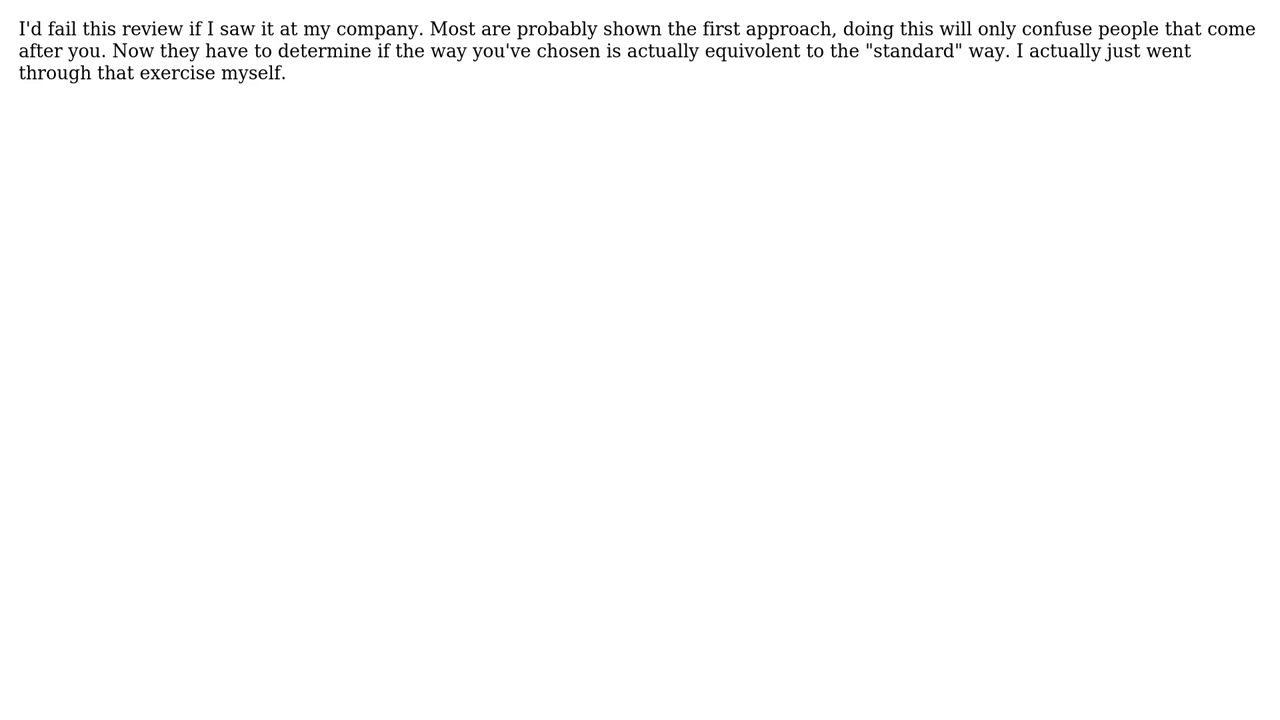 I'd fail this review if I saw it at my company. Most are probably shown the first approach, doing this will only confuse people that come
after you. Now they have to determine if the way you've chosen is actually equivolent to the "standard" way. I actually just went
through that exercise myself.